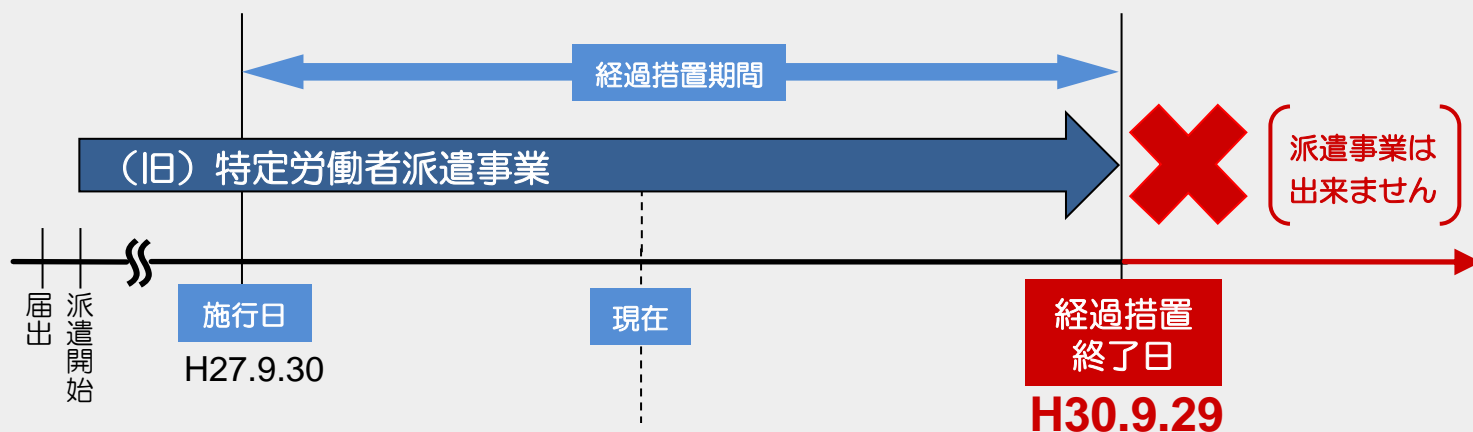 経過措置期間
（旧）特定労働者派遣事業
派遣事業は
出来ません
届出
派遣開始
施行日
H27.9.30
現在
経過措置
終了日
H30.9.29